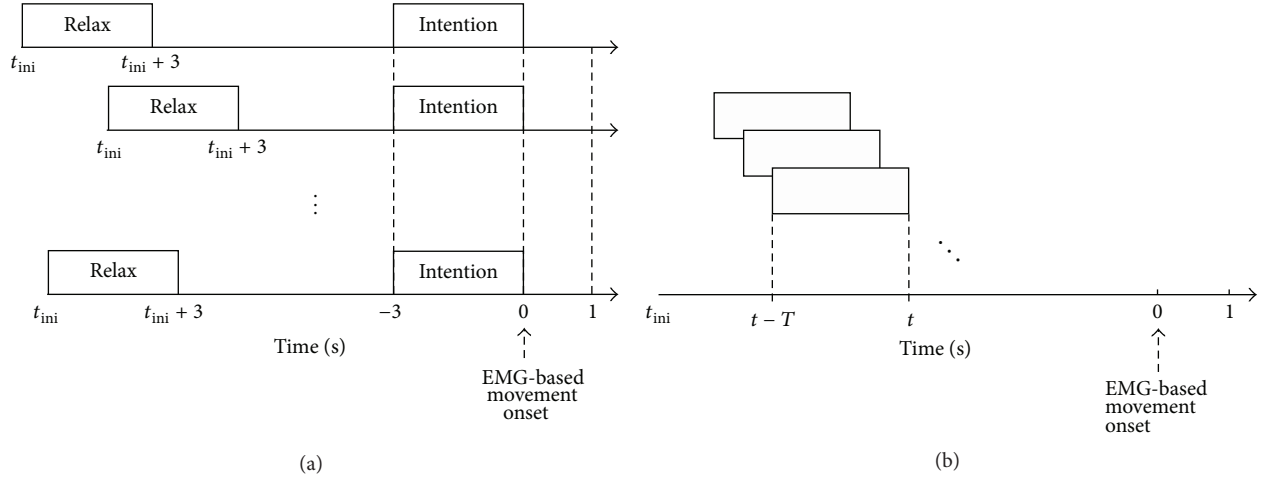 Relax Intention
t_ini t_ini + 3
Relax Intention
t_ini t_ini + 3
⋮
Relax Intention
t_ini t_ini + 3 −3 0 1
Time (s)
EMG-based
movement
onset
(a)
⋱
t_ini t − T t 0 1
Time (s)
EMG-based
movement
onset
(b)